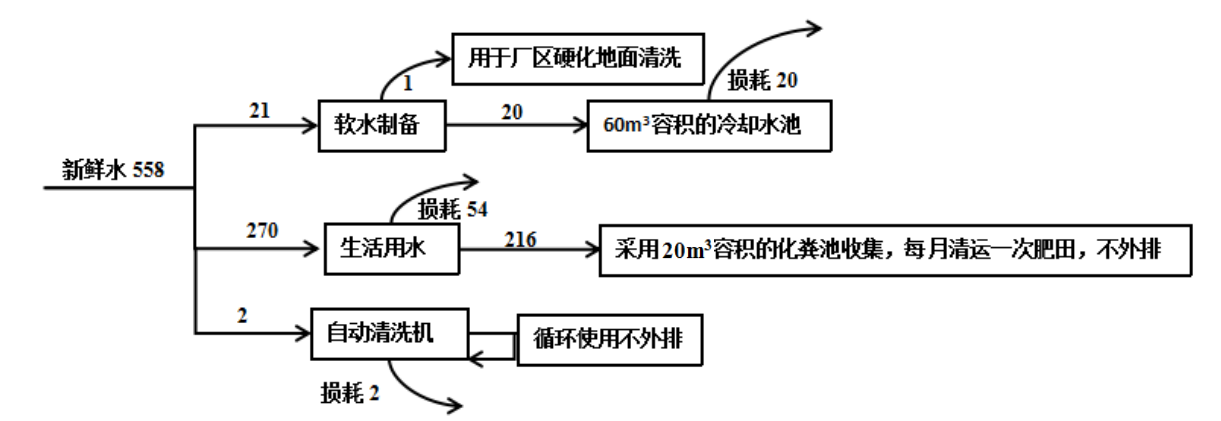 用于厂区硬化地面清洗
1
损耗 20
21
软水制备
20
60m³容积的冷却水池
新鲜水 558
损耗 54
270
生活用水
216
采用20m³容积的化粪池收集，每月清运一次肥田，不外排
2
自动清洗机
循环使用不外排
损耗 2